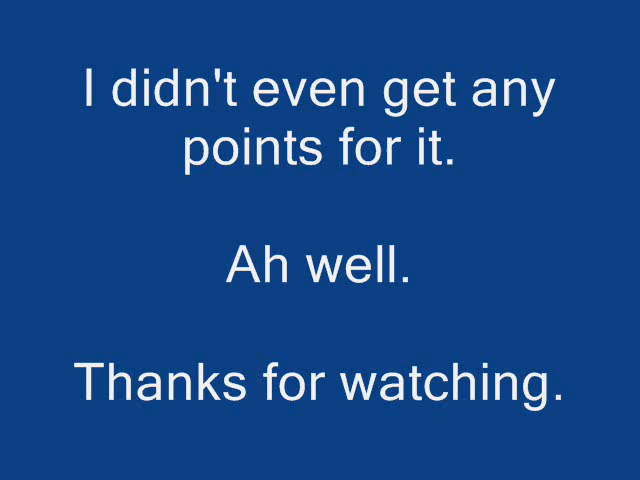 I didn't even get any
points for it.
Ah well.
Thanks for watching.